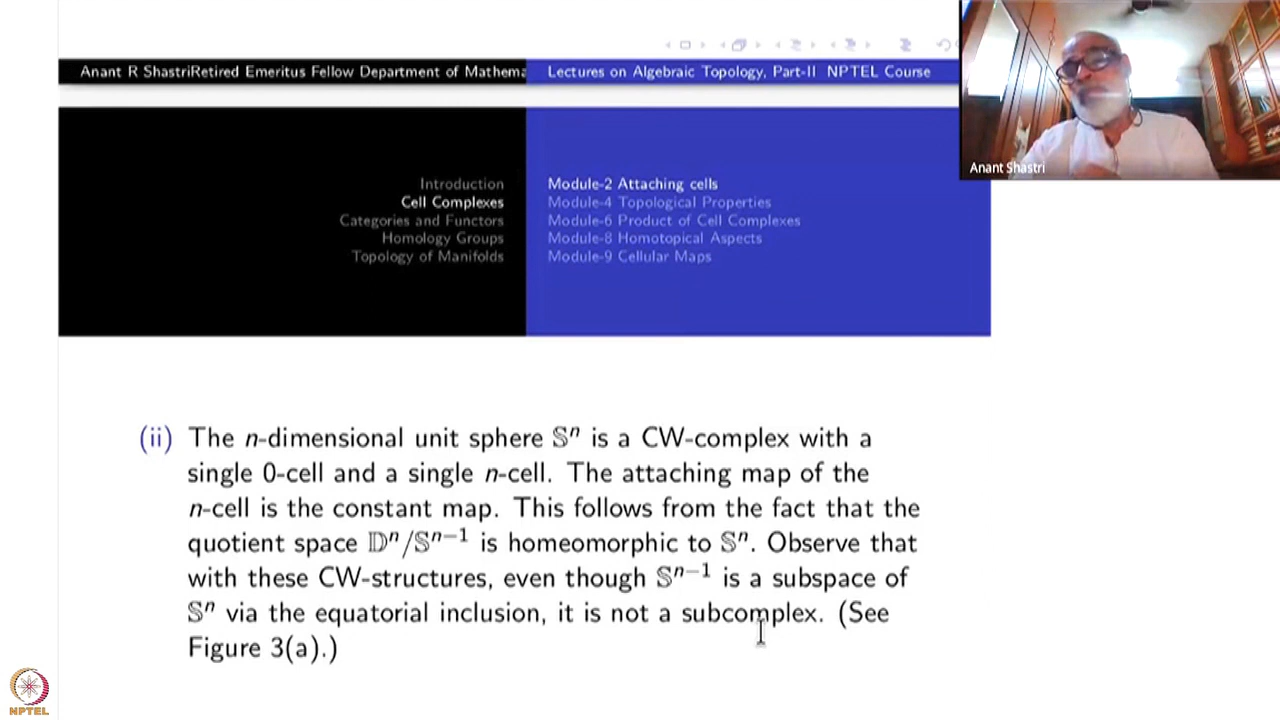 Anant R ShastriRetired Emeritus Fellow Department of Mathema
Lectures on Algebraic Topology, Part-II NPTEL Course
Anant Shastri
Introduction
Cell Complexes
Categories and Functors
Homology Groups
Topology of Manifolds
Module-2 Attaching cells
Module-4 Topological Properties
Module-6 Product of Cell Complexes
Module-8 Homotopical Aspects
Module-9 Cellular Maps
(ii) The n-dimensional unit sphere 𝕊ⁿ is a CW-complex with a
single 0-cell and a single n-cell. The attaching map of the
n-cell is the constant map. This follows from the fact that the
quotient space 𝔻ⁿ/𝕊ⁿ⁻¹ is homeomorphic to 𝕊ⁿ. Observe that
with these CW-structures, even though 𝕊ⁿ⁻¹ is a subspace of
𝕊ⁿ via the equatorial inclusion, it is not a subcomplex. (See
Figure 3(a).)
NPTEL